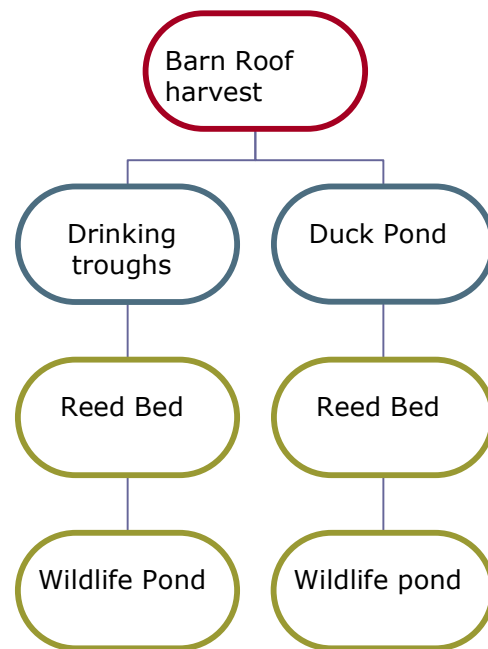 Barn Roof
harvest
Drinking
troughs
Duck Pond
Reed Bed
Reed Bed
Wildlife Pond
Wildlife pond